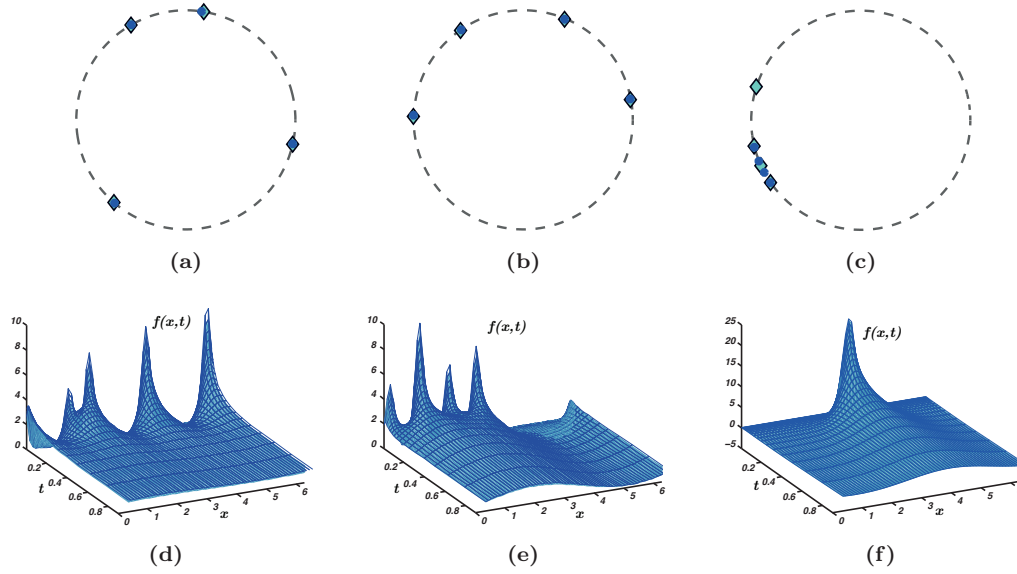 (a) (b) (c)
f(x,t) f(x,t) f(x,t)
10 8 6 4 2 0
0.2 0.4 0.6 0.8
t
0 1 2 3 4 5 6
x
10 8 6 4 2 0
0.2 0.4 0.6 0.8
t
0 1 2 3 4 5 6
x
25 20 15 10 5 0 −5
0.2 0.4 0.6 0.8
t
0 1 2 3 4 5
x
(d) (e) (f)